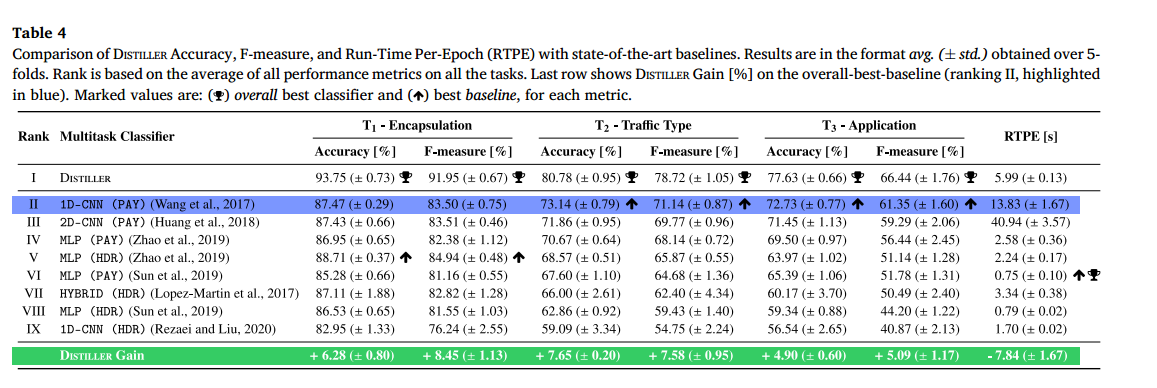 Table 4
Comparison of DISTILLER Accuracy, F-measure, and Run-Time Per-Epoch (RTPE) with state-of-the-art baselines. Results are in the format avg. (± std.) obtained over 5-
folds. Rank is based on the average of all performance metrics on all the tasks. Last row shows DISTILLER Gain [%] on the overall-best-baseline (ranking II, highlighted
in blue). Marked values are: (🏆) overall best classifier and (🡅) best baseline, for each metric.
Rank Multitask Classifier T1 - Encapsulation T2 - Traffic Type T3 - Application RTPE [s]
Accuracy [%] F-measure [%] Accuracy [%] F-measure [%] Accuracy [%] F-measure [%]
I DISTILLER 93.75 (± 0.73) 🏆 91.95 (± 0.67) 🏆 80.78 (± 0.95) 🏆 78.72 (± 1.05) 🏆 77.63 (± 0.66) 🏆 66.44 (± 1.76) 🏆 5.99 (± 0.13)
II 1D-CNN (PAY) (Wang et al., 2017) 87.47 (± 0.29) 83.50 (± 0.75) 73.14 (± 0.79) 🡅 71.14 (± 0.87) 🡅 72.73 (± 0.77) 🡅 61.35 (± 1.60) 🡅 13.83 (± 1.67)
III 2D-CNN (PAY) (Huang et al., 2018) 87.43 (± 0.66) 83.51 (± 0.46) 71.86 (± 0.95) 69.77 (± 0.96) 71.45 (± 1.13) 59.29 (± 2.06) 40.94 (± 3.57)
IV MLP (PAY) (Zhao et al., 2019) 86.95 (± 0.65) 82.38 (± 1.12) 70.67 (± 0.64) 68.14 (± 0.72) 69.50 (± 0.97) 56.44 (± 2.45) 2.58 (± 0.36)
V MLP (HDR) (Zhao et al., 2019) 88.71 (± 0.37) 🡅 84.94 (± 0.48) 🡅 68.57 (± 0.51) 65.87 (± 0.55) 63.97 (± 1.02) 51.14 (± 1.28) 2.24 (± 0.17)
VI MLP (PAY) (Sun et al., 2019) 85.28 (± 0.66) 81.16 (± 0.55) 67.60 (± 1.10) 64.68 (± 1.36) 65.39 (± 1.06) 51.78 (± 1.31) 0.75 (± 0.10) 🡅🏆
VII HYBRID (HDR) (Lopez-Martin et al., 2017) 87.11 (± 1.88) 82.82 (± 1.28) 66.00 (± 2.61) 62.40 (± 4.34) 60.17 (± 3.70) 50.49 (± 2.40) 3.34 (± 0.38)
VIII MLP (HDR) (Sun et al., 2019) 86.53 (± 0.65) 81.55 (± 1.03) 62.86 (± 0.92) 59.43 (± 1.40) 59.34 (± 0.88) 44.20 (± 1.22) 0.79 (± 0.02)
IX 1D-CNN (HDR) (Rezaei and Liu, 2020) 82.95 (± 1.33) 76.24 (± 2.55) 59.09 (± 3.34) 54.75 (± 2.24) 56.54 (± 2.65) 40.87 (± 2.13) 1.70 (± 0.02)
DISTILLER Gain + 6.28 (± 0.80) + 8.45 (± 1.13) + 7.65 (± 0.20) + 7.58 (± 0.95) + 4.90 (± 0.60) + 5.09 (± 1.17) - 7.84 (± 1.67)